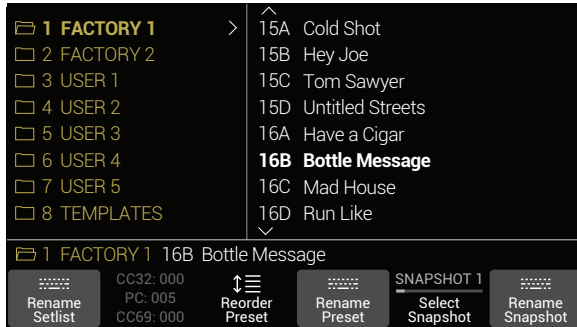 1 FACTORY 1 >
2 FACTORY 2
3 USER 1
4 USER 2
5 USER 3
6 USER 4
7 USER 5
8 TEMPLATES
15A Cold Shot
15B Hey Joe
15C Tom Sawyer
15D Untitled Streets
16A Have a Cigar
16B Bottle Message
16C Mad House
16D Run Like
1 FACTORY 1 16B Bottle Message
Rename
Setlist
CC32: 000
PC: 005
CC69: 000
Reorder
Preset
Rename
Preset
SNAPSHOT 1
Select
Snapshot
Rename
Snapshot